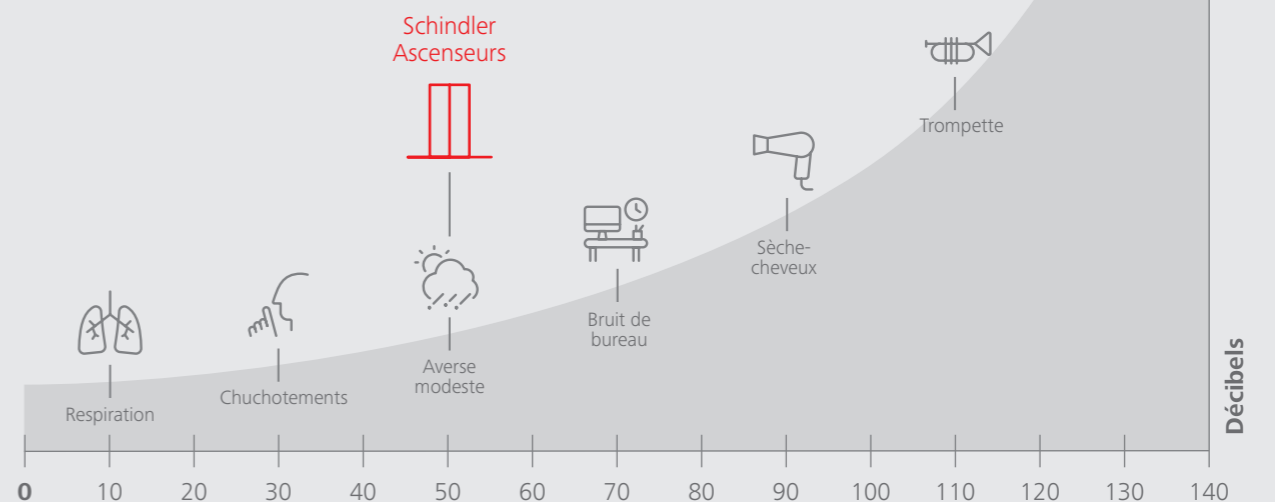 Schindler
Ascenseurs
Trompette
Sèche-
cheveux
Bruit de
bureau
Averse
modeste
Chuchotements
Respiration
Décibels
0 10 20 30 40 50 60 70 80 90 100 110 120 130 140